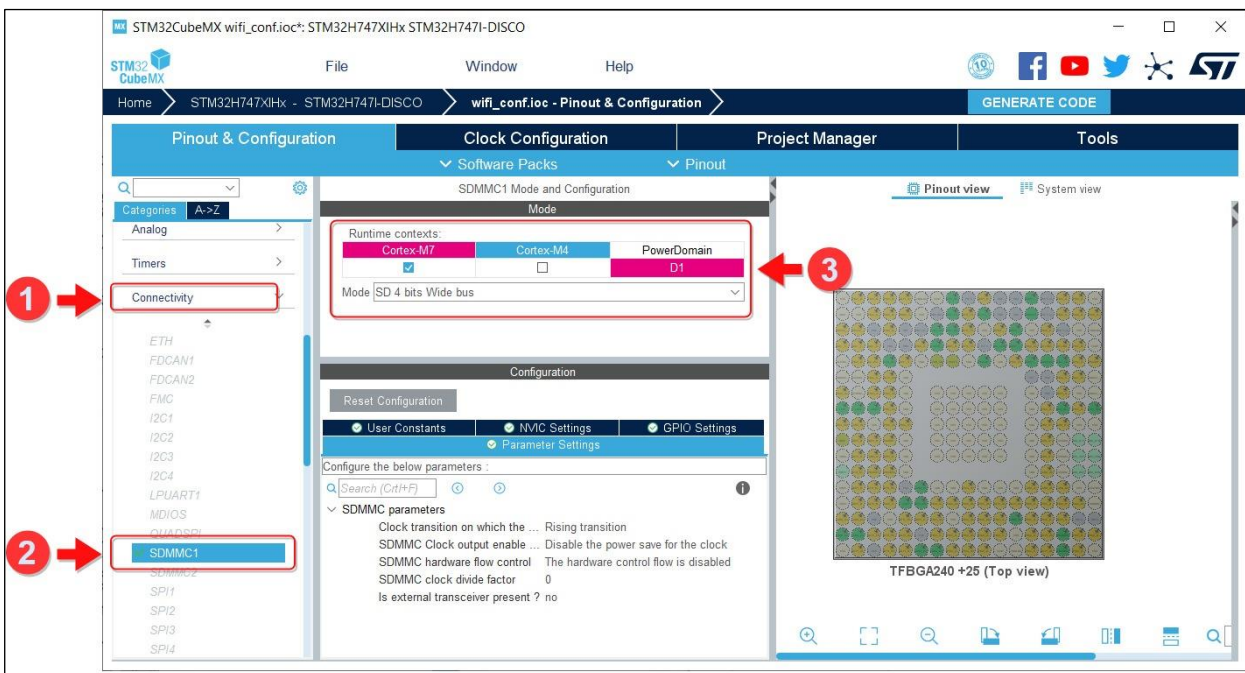 MX STM32CubeMX wifi_conf.ioc*: STM32H747XIHx STM32H747I-DISCO
STM32
CubeMX
File Window Help
10
Home STM32H747XIHx - STM32H747I-DISCO wifi_conf.ioc - Pinout & Configuration GENERATE CODE
Pinout & Configuration Clock Configuration Project Manager Tools
Software Packs Pinout
SDMMC1 Mode and Configuration
Pinout view System view
Categories A->Z
Mode
Analog
Timers
1
Connectivity
Runtime contexts:
Cortex-M7 Cortex-M4 PowerDomain
D1
3
Mode SD 4 bits Wide bus
ETH
FDCAN1
FDCAN2
FMC
I2C1
I2C2
I2C3
I2C4
LPUART1
MDIOS
QUADSPI
2
SDMMC1
SDMMC2
SPI1
SPI2
SPI3
SPI4
Configuration
Reset Configuration
User Constants NVIC Settings GPIO Settings
Parameter Settings
Configure the below parameters :
Search (Crtl+F)
SDMMC parameters
Clock transition on which the ... Rising transition
SDMMC Clock output enable ... Disable the power save for the clock
SDMMC hardware flow control The hardware control flow is disabled
SDMMC clock divide factor 0
Is external transceiver present ? no
TFBGA240 +25 (Top view)